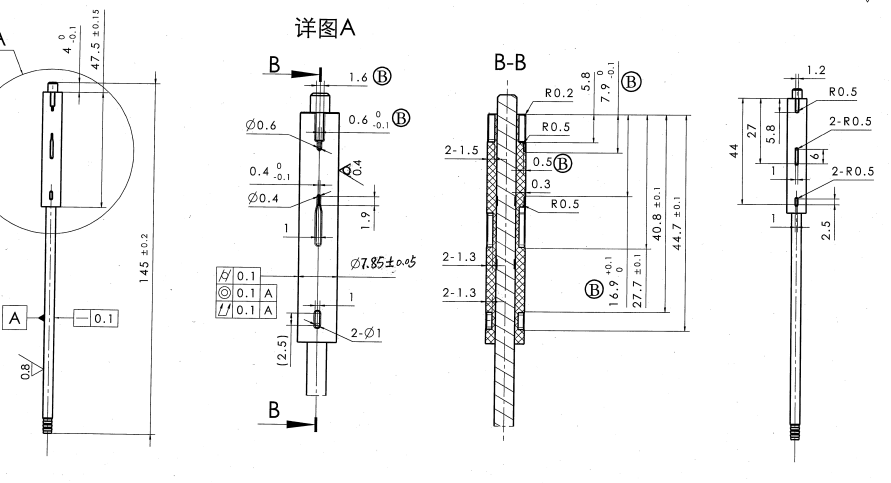 A
4 0 -0.1
47.5 ±0.15
145 ±0.2
A
— 0.1
0.8
详图A
B
1.6 Ⓑ
0.6 0 -0.1 Ⓑ
Ø0.6
0.4 0 -0.1
Ø0.4
0.4
1.9
1
Ø7.85±0.05
⌭ 0.1
◎ 0.1 A
0.1 A
1
2-Ø1
(2.5)
B
B-B
R0.2
5.8
7.9 0 -0.1 Ⓑ
R0.5
2-1.5
0.5 Ⓑ
0.3
R0.5
2-1.3
2-1.3
Ⓑ 16.9 +0.1 0
27.7 ±0.1
40.8 ±0.1
44.7 ±0.1
1.2
R0.5
2-R0.5
44
27
5.8
6
1
2-R0.5
1
2.5